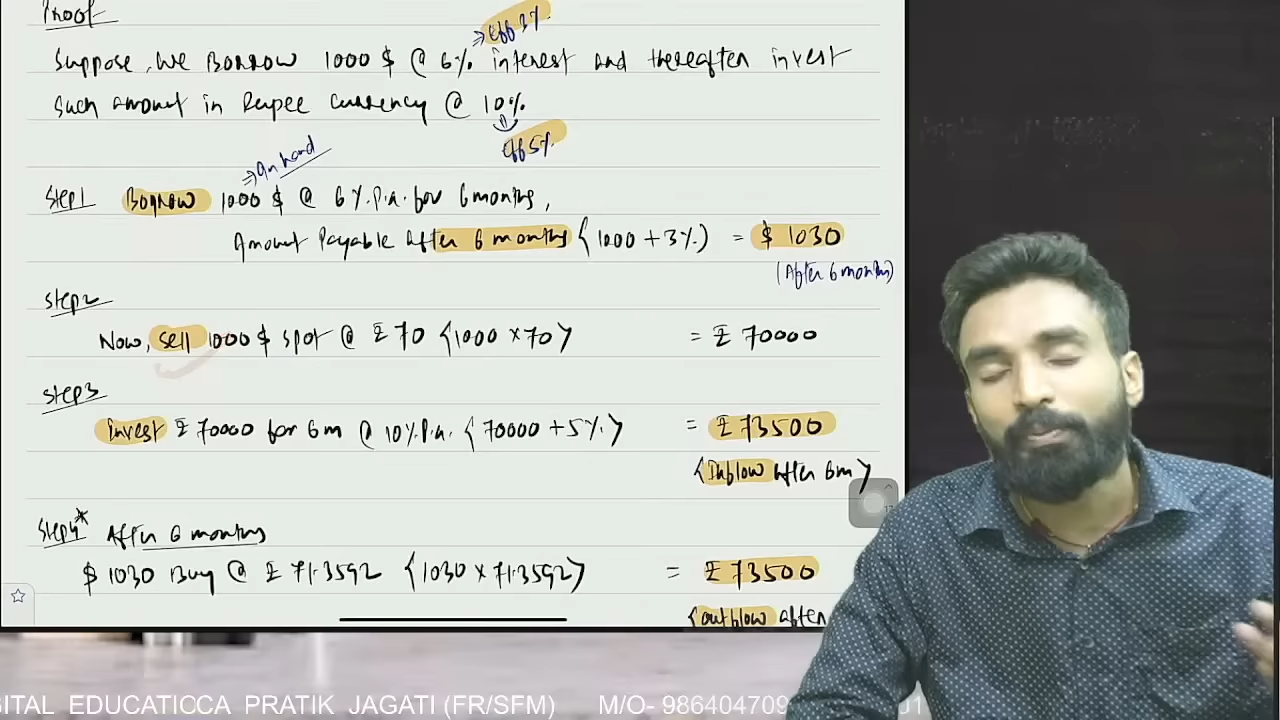 Proof
⇒ eff 3%
Suppose, we Borrow 1000 $ @ 6% interest and thereafter invest
Such amount in Rupee currency @ 10%
eff 5%
⇒ on hand
Step1 Borrow 1000 $ @ 6%.P.a. for 6 months,
Amount Payable after 6 months {1000 + 3%} = $ 1030
(After 6 months)
Step2
Now, Sell 1000 $ spot @ ₹ 70 {1000 × 70} = ₹ 70000
Step3
Invest ₹ 70000 for 6m @ 10%.P.a. {70000 + 5%} = ₹ 73500
{Inflow after 6m}
Step4* After 6 months
$ 1030 Buy @ ₹ 71.3592 {1030 × 71.3592} = ₹ 73500
{outflow after
GITAL EDUCATICCA PRATIK JAGATI (FR/SFM) M/O- 986404709 01